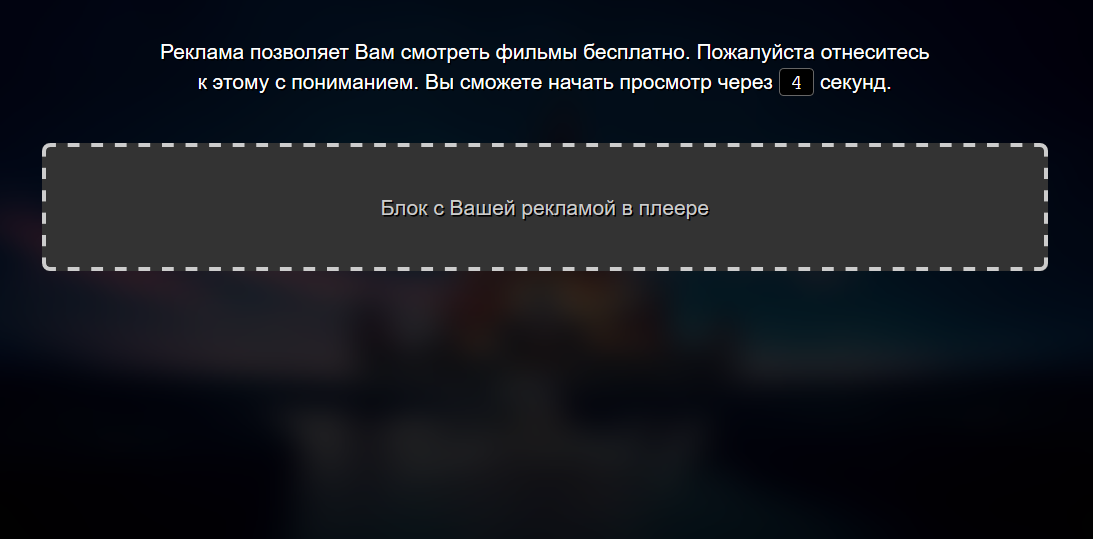 Реклама позволяет Вам смотреть фильмы бесплатно. Пожалуйста отнеситесь
к этому с пониманием. Вы сможете начать просмотр через 4 секунд.
Блок с Вашей рекламой в плеере